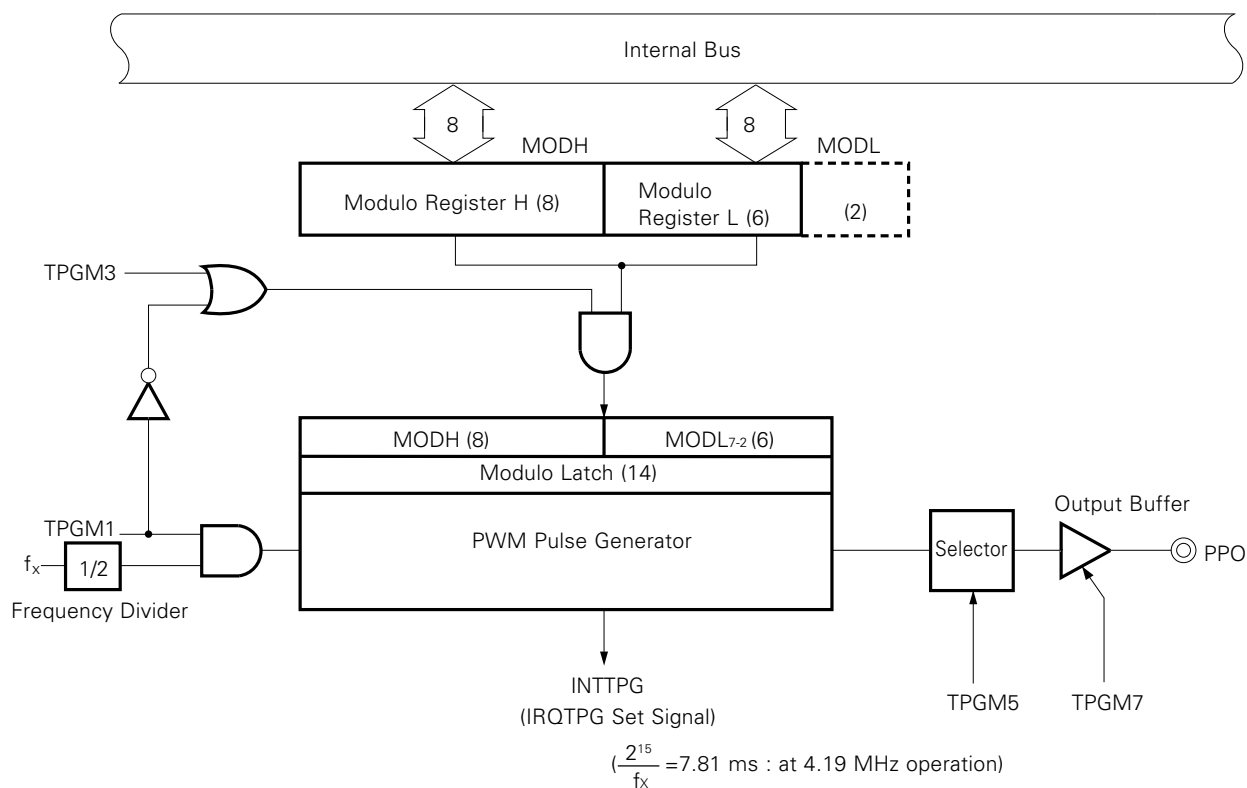 Internal Bus
8
8
MODH
MODL
Modulo Register H (8)
Modulo
Register L (6)
(2)
TPGM3
MODH (8)
MODL7-2 (6)
Modulo Latch (14)
TPGM1
PWM Pulse Generator
Output Buffer
Selector
PPO
fx
1/2
Frequency Divider
INTTPG
(IRQTPG Set Signal)
TPGM5
TPGM7
(2^15/fx =7.81 ms : at 4.19 MHz operation)